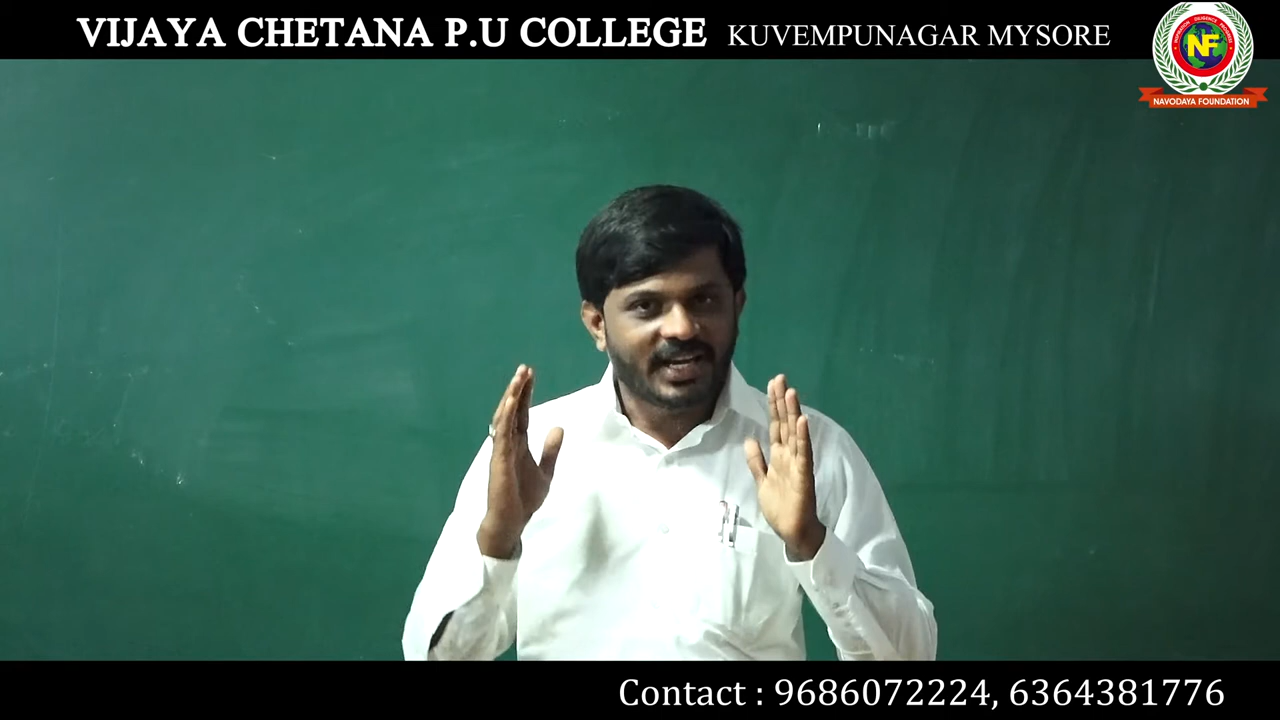 VIJAYA CHETANA P.U COLLEGE KUVEMPUNAGAR MYSORE
NF
NAVODAYA FOUNDATION
Contact : 9686072224, 6364381776